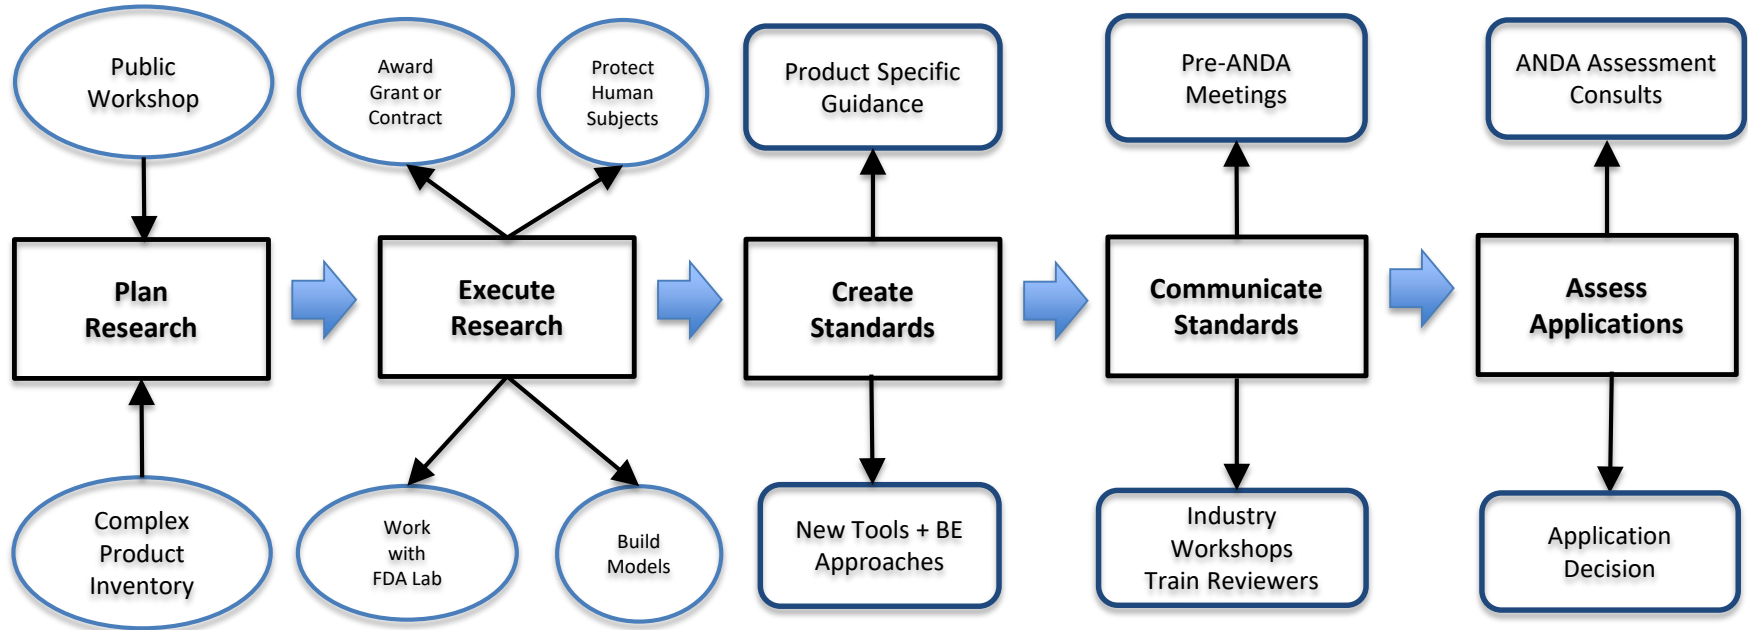 Public
Workshop
Award
Grant or
Contract
Protect
Human
Subjects
Product Specific
Guidance
Pre-ANDA
Meetings
ANDA Assessment
Consults
Plan
Research
Execute
Research
Create
Standards
Communicate
Standards
Assess
Applications
Complex
Product
Inventory
Work
with
FDA Lab
Build
Models
New Tools + BE
Approaches
Industry
Workshops
Train Reviewers
Application
Decision